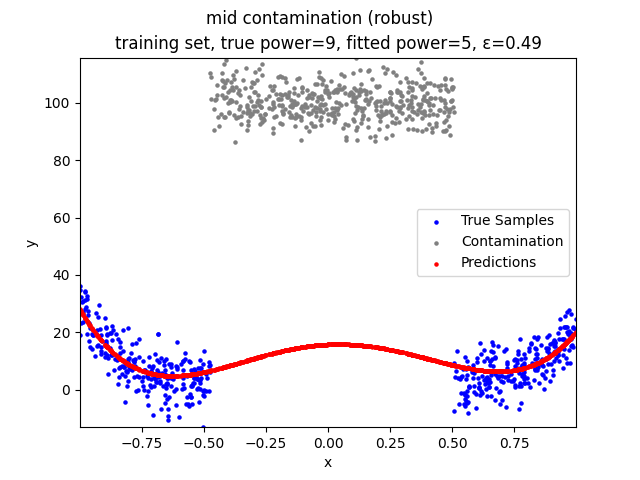 mid contamination (robust)
training set, true power=9, fitted power=5, ε=0.49
100
80
60
40
20
0
y
True Samples
Contamination
Predictions
−0.75 −0.50 −0.25 0.00 0.25 0.50 0.75
x